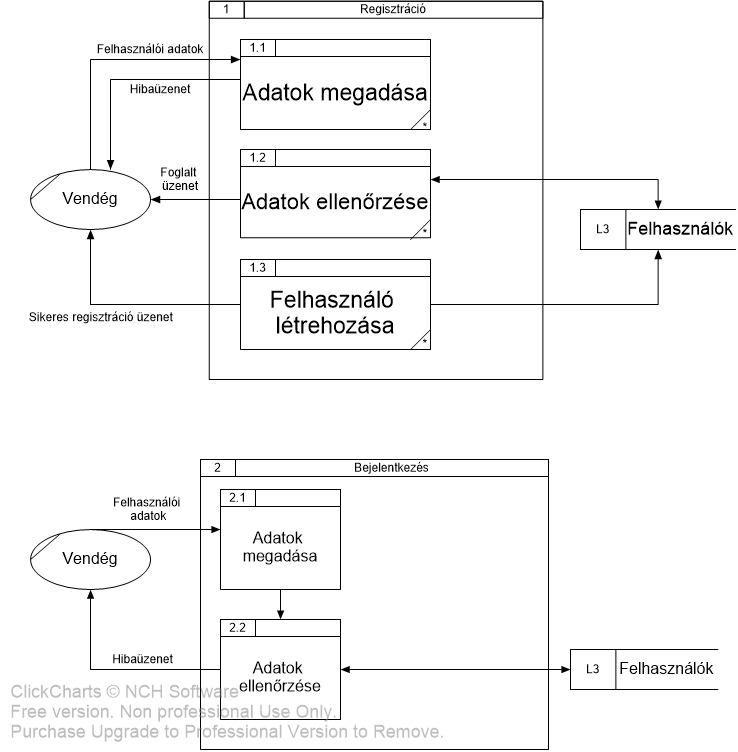 1 Regisztráció
Felhasználói adatok
1.1
Hibaüzenet
Adatok megadása
*
1.2
Foglalt
üzenet
Vendég
Adatok ellenőrzése
*
L3 Felhasználók
1.3
Felhasználó
létrehozása
Sikeres regisztráció üzenet
*
2 Bejelentkezés
Felhasználói
adatok
2.1
Vendég
Adatok
megadása
2.2
Hibaüzenet
Adatok
ellenőrzése
L3 Felhasználók
ClickCharts © NCH Software
Free version. Non professional Use Only.
Purchase Upgrade to Professional Version to Remove.